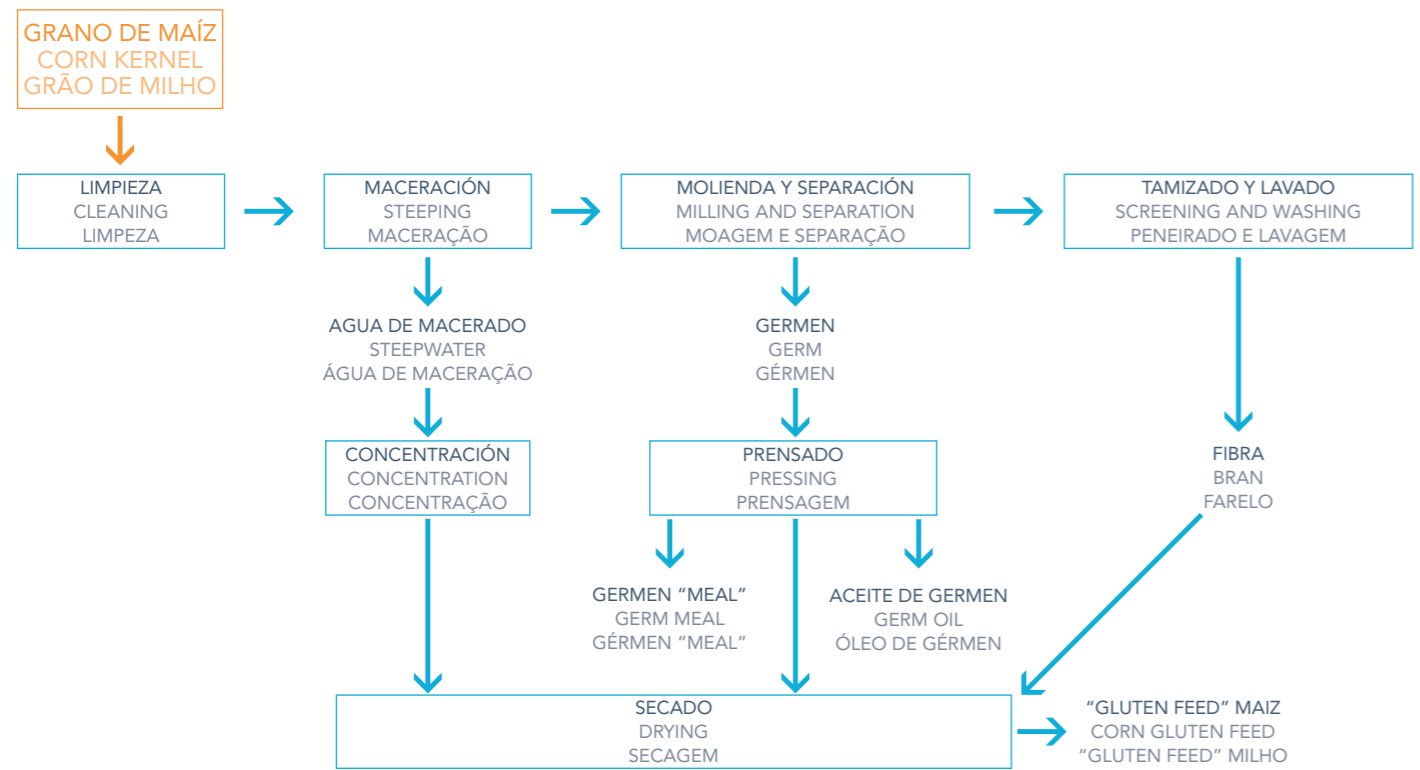 GRANO DE MAÍZ
CORN KERNEL
GRÃO DE MILHO
LIMPIEZA
CLEANING
LIMPEZA
MACERACIÓN
STEEPING
MACERAÇÃO
MOLIENDA Y SEPARACIÓN
MILLING AND SEPARATION
MOAGEM E SEPARAÇÃO
TAMIZADO Y LAVADO
SCREENING AND WASHING
PENEIRADO E LAVAGEM
AGUA DE MACERADO
STEEPWATER
ÁGUA DE MACERAÇÃO
GERMEN
GERM
GÉRMEN
CONCENTRACIÓN
CONCENTRATION
CONCENTRAÇÃO
PRENSADO
PRESSING
PRENSAGEM
FIBRA
BRAN
FARELO
GERMEN “MEAL”
GERM MEAL
GÉRMEN “MEAL”
ACEITE DE GERMEN
GERM OIL
ÓLEO DE GÉRMEN
SECADO
DRYING
SECAGEM
“GLUTEN FEED” MAIZ
CORN GLUTEN FEED
“GLUTEN FEED” MILHO